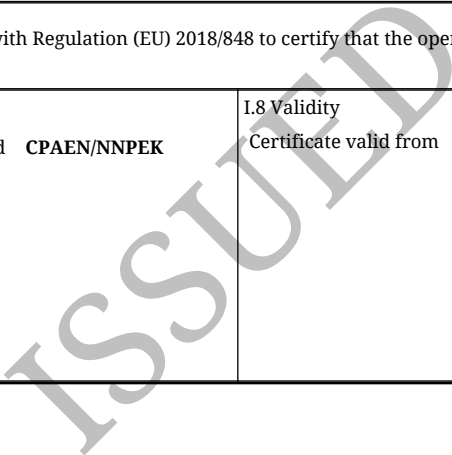 with Regulation (EU) 2018/848 to certify that the oper
CPAEN/NNPEK
I.8 Validity
Certificate valid from
ISSUED